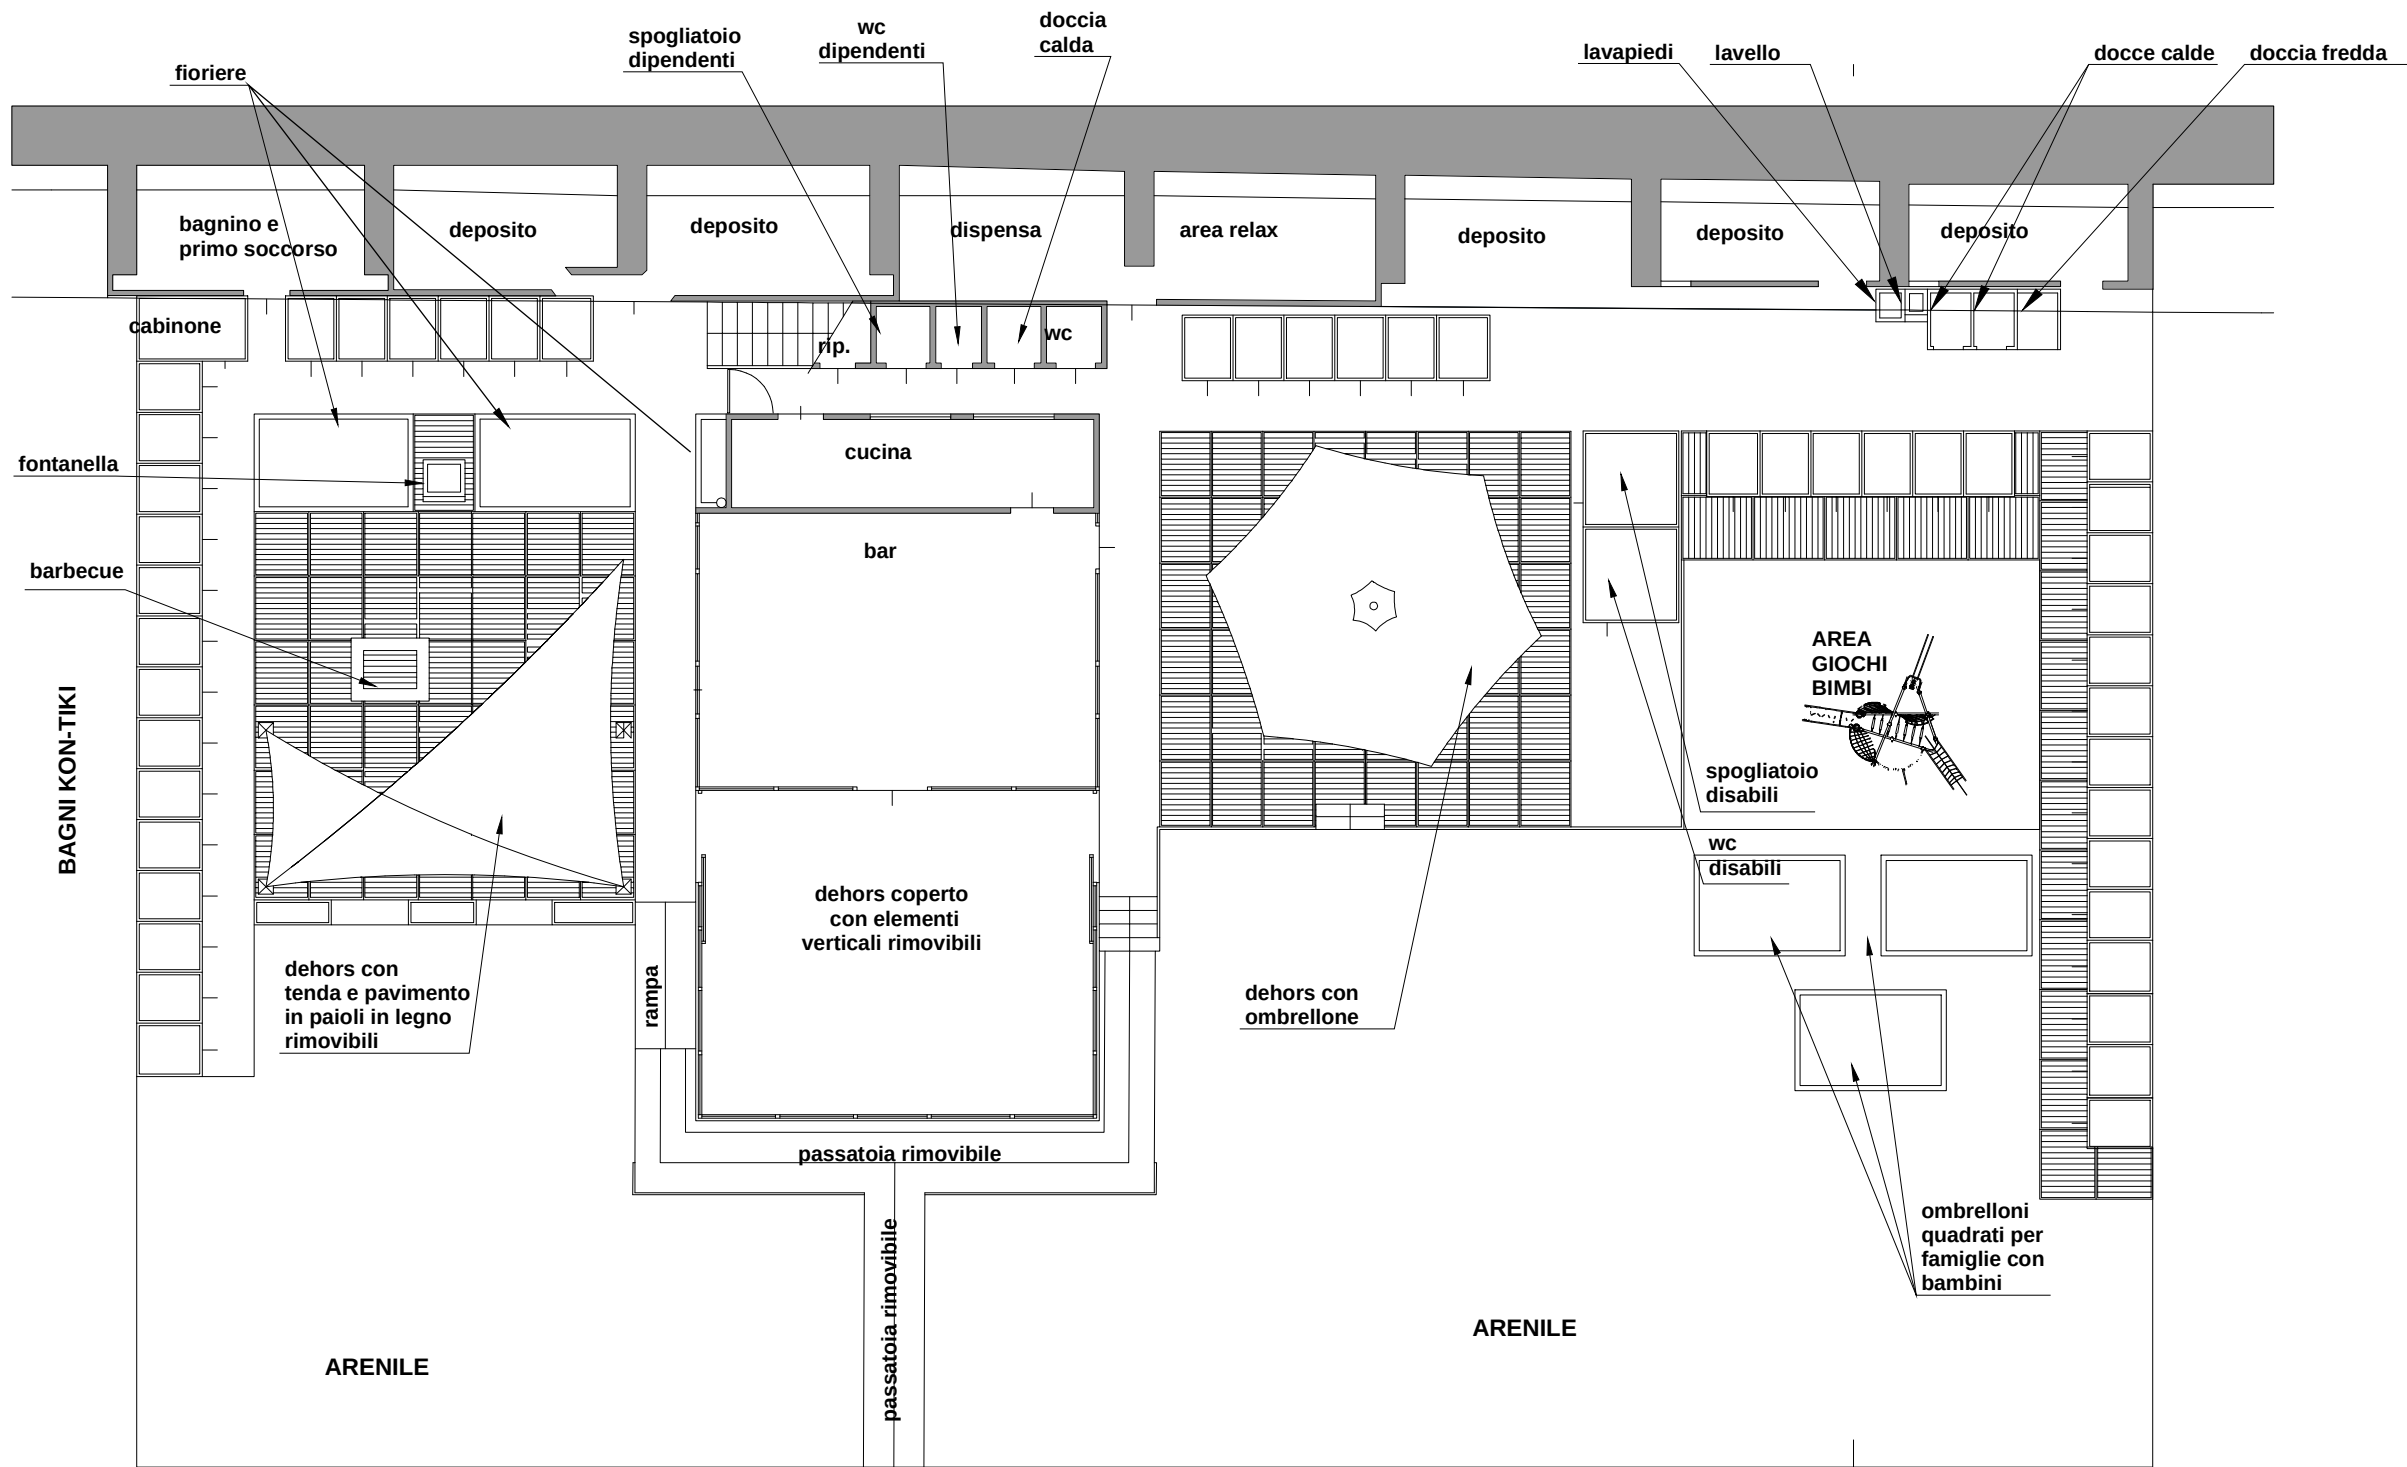 fioriere
spogliatoio
dipendenti
wc
dipendenti
doccia
calda
lavapiedi
lavello
docce calde
doccia fredda
bagnino e
primo soccorso
deposito
deposito
dispensa
area relax
deposito
deposito
deposito
cabinone
rip.
wc
fontanella
cucina
barbecue
bar
BAGNI KON-TIKI
AREA
GIOCHI
BIMBI
spogliatoio
disabili
wc
disabili
dehors coperto
con elementi
verticali rimovibili
dehors con
tenda e pavimento
in paioli in legno
rimovibili
rampa
dehors con
ombrellone
passatoia rimovibile
passatoia rimovibile
ombrelloni
quadrati per
famiglie con
bambini
ARENILE
ARENILE